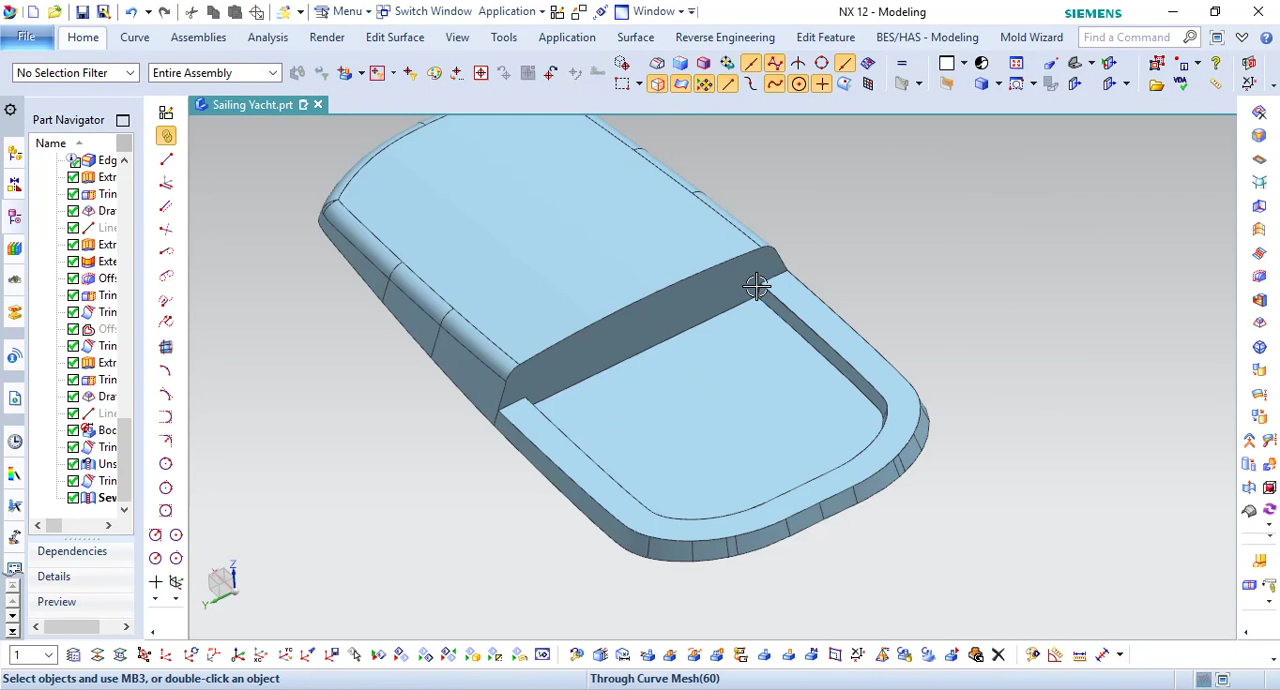 Menu
Switch Window
Application
Window
NX 12 - Modeling
SIEMENS
File
Home
Curve
Assemblies
Analysis
Render
Edit Surface
View
Tools
Application
Surface
Reverse Engineering
Edit Feature
BES/HAS - Modeling
Mold Wizard
Find a Command
No Selection Filter
Entire Assembly
Sailing Yacht.prt
Part Navigator
Name
Edg
Extr
Trin
Dra
Line
Extr
Exte
Offs
Trin
Trim
Offs
Trim
Extr
Trin
Dra
Line
Boc
Trim
Uns
Trim
Sew
Dependencies
Details
Preview
Z
Y
1
Select objects and use MB3, or double-click an object
Through Curve Mesh(60)